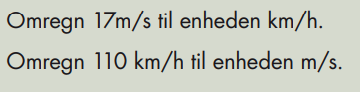 Omregn 17m/s til enheden km/h.
Omregn 110 km/h til enheden m/s.